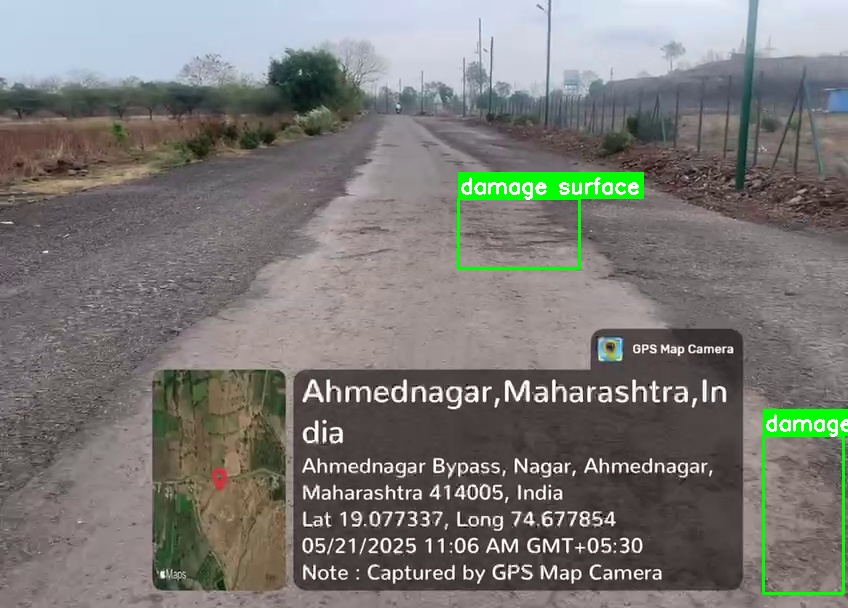 damage surface
GPS Map Camera
Ahmednagar,Maharashtra,In
dia
Ahmednagar Bypass, Nagar, Ahmednagar,
Maharashtra 414005, India
Lat 19.077337, Long 74.677854
05/21/2025 11:06 AM GMT+05:30
Note : Captured by GPS Map Camera
damage
Maps